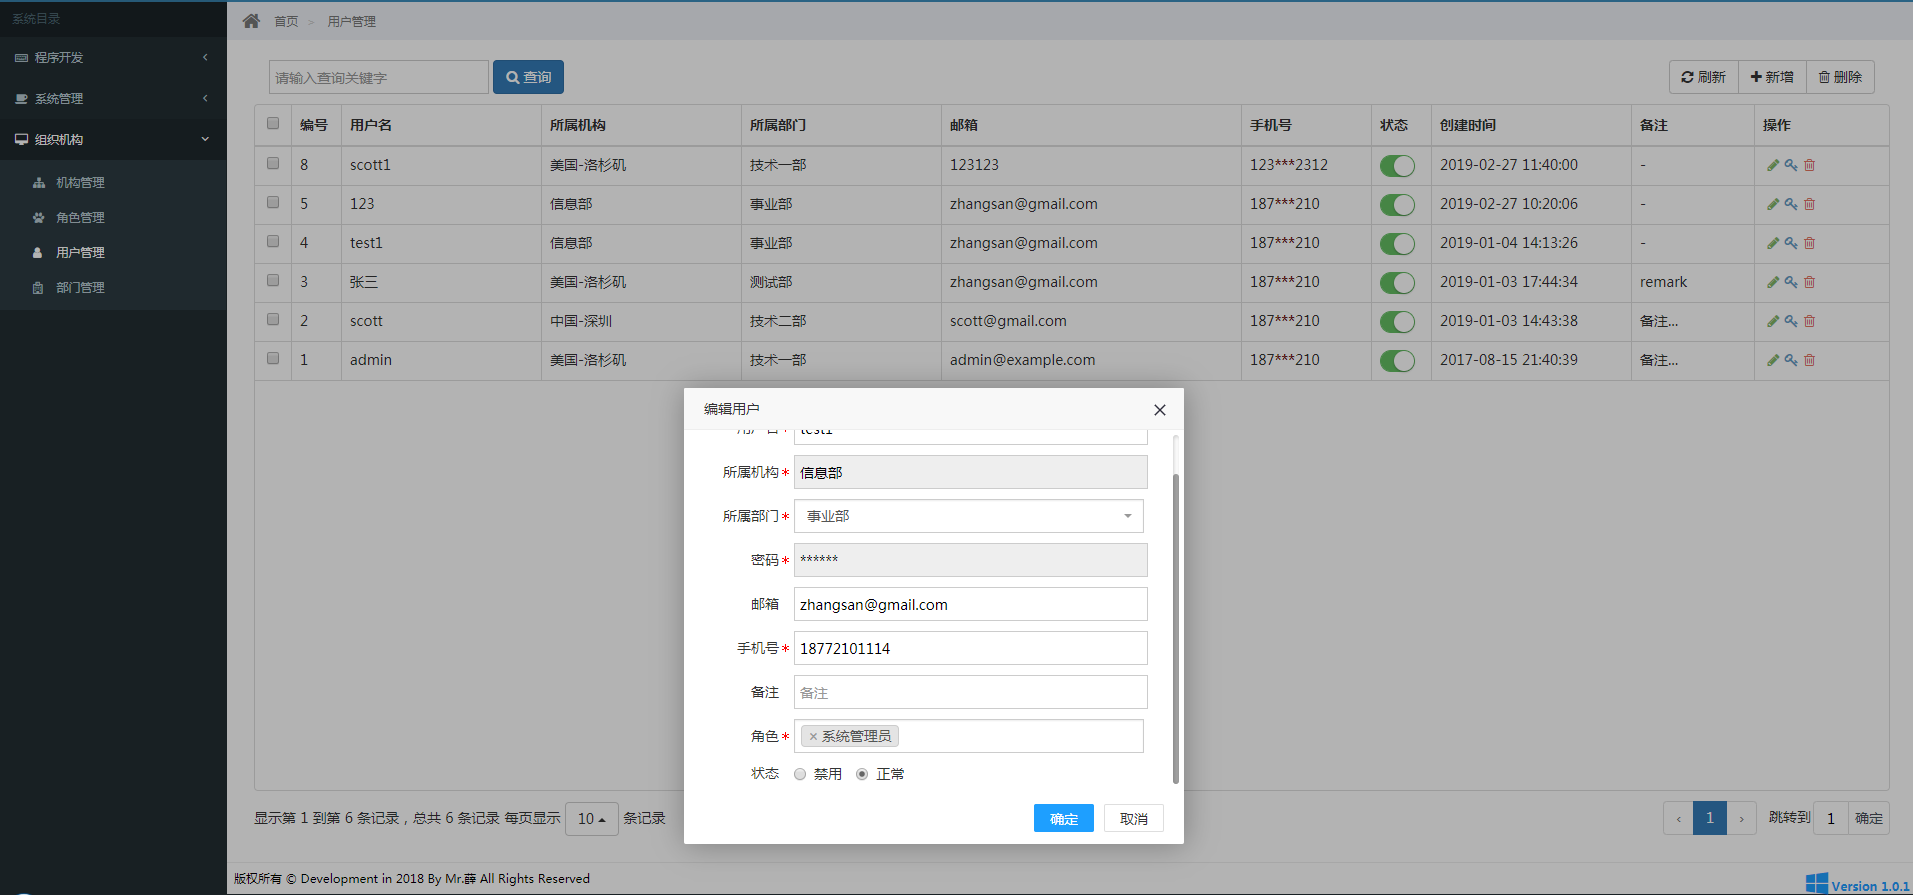 系统目录
程序开发
系统管理
组织机构
机构管理
角色管理
用户管理
部门管理
首页 > 用户管理
请输入查询关键字 查询 刷新 新增 删除
编号 用户名 所属机构 所属部门 邮箱 手机号 状态 创建时间 备注 操作
8 scott1 美国-洛杉矶 技术一部 123123 123***2312 2019-02-27 11:40:00 -
5 123 信息部 事业部 zhangsan@gmail.com 187***210 2019-02-27 10:20:06 -
4 test1 信息部 事业部 zhangsan@gmail.com 187***210 2019-01-04 14:13:26 -
3 张三 美国-洛杉矶 测试部 zhangsan@gmail.com 187***210 2019-01-03 17:44:34 remark
2 scott 中国-深圳 技术二部 scott@gmail.com 187***210 2019-01-03 14:43:38 备注...
1 admin 美国-洛杉矶 技术一部 admin@example.com 187***210 2017-08-15 21:40:39 备注...
编辑用户
用户名* test1
所属机构* 信息部
所属部门* 事业部
密码* ******
邮箱 zhangsan@gmail.com
手机号* 18772101114
备注 备注
角色* ×系统管理员
状态 禁用 正常
确定 取消
显示第 1 到第 6 条记录，总共 6 条记录 每页显示 10 条记录
‹ 1 › 跳转到 1 确定
版权所有 © Development in 2018 By Mr.薛 All Rights Reserved
Version 1.0.1